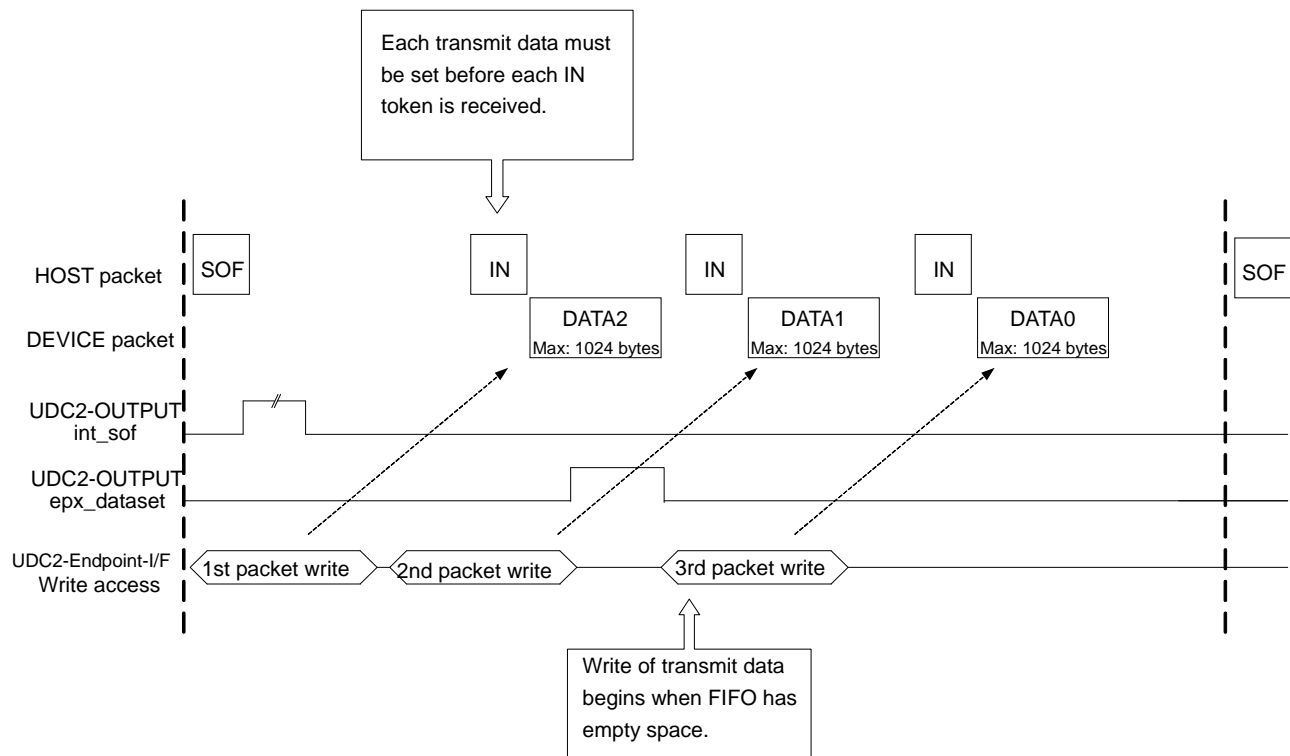 Each transmit data must
be set before each IN
token is received.
HOST packet
SOF
IN
IN
IN
SOF
DEVICE packet
DATA2
Max: 1024 bytes
DATA1
Max: 1024 bytes
DATA0
Max: 1024 bytes
UDC2-OUTPUT
int_sof
UDC2-OUTPUT
epx_dataset
UDC2-Endpoint-I/F
Write access
1st packet write
2nd packet write
3rd packet write
Write of transmit data
begins when FIFO has
empty space.